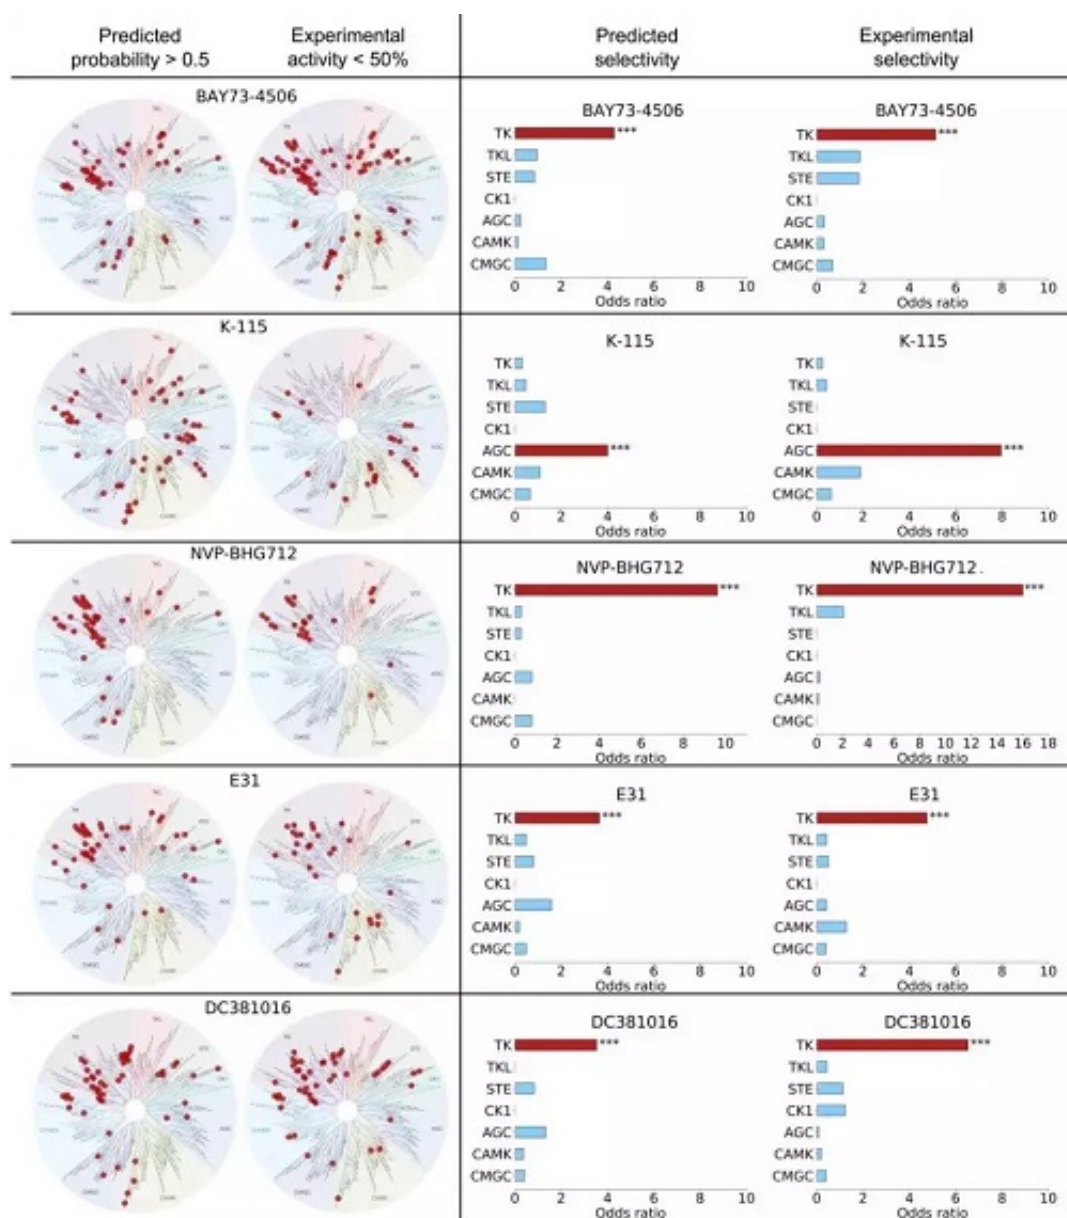 Predicted
probability > 0.5
Experimental
activity < 50%
Predicted
selectivity
Experimental
selectivity
BAY73-4506
BAY73-4506
TK ***
TKL
STE
CK1
AGC
CAMK
CMGC
0 2 4 6 8 10
Odds ratio
BAY73-4506
TK ***
TKL
STE
CK1
AGC
CAMK
CMGC
0 2 4 6 8 10
Odds ratio
K-115
K-115
TK
TKL
STE
CK1
AGC ***
CAMK
CMGC
0 2 4 6 8 10
Odds ratio
K-115
TK
TKL
STE
CK1
AGC ***
CAMK
CMGC
0 2 4 6 8 10
Odds ratio
NVP-BHG712
NVP-BHG712
TK ***
TKL
STE
CK1
AGC
CAMK
CMGC
0 2 4 6 8 10
Odds ratio
NVP-BHG712.
TK ***
TKL
STE
CK1
AGC
CAMK
CMGC
0 2 4 6 8 10 12 14 16 18
Odds ratio
E31
E31
TK ***
TKL
STE
CK1
AGC
CAMK
CMGC
0 2 4 6 8 10
Odds ratio
E31
TK ***
TKL
STE
CK1
AGC
CAMK
CMGC
0 2 4 6 8 10
Odds ratio
DC381016
DC381016
TK ***
TKL
STE
CK1
AGC
CAMK
CMGC
0 2 4 6 8 10
Odds ratio
DC381016
TK ***
TKL
STE
CK1
AGC
CAMK
CMGC
0 2 4 6 8 10
Odds ratio